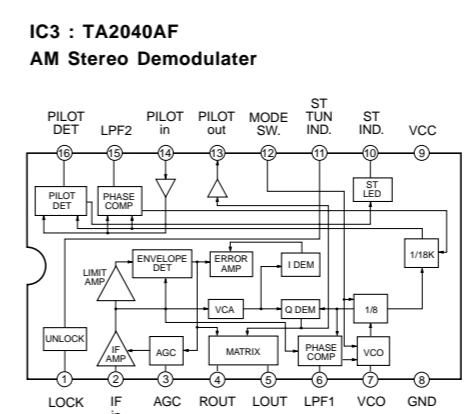 IC3 : TA2040AF
AM Stereo Demodulater
PILOT DET
LPF2
PILOT in
PILOT out
MODE SW.
ST TUN IND.
ST IND.
VCC
16
15
14
13
12
11
10
9
PILOT DET
PHASE COMP
ST LED
1/18K
ENVELOPE DET
ERROR AMP
I DEM
LIMIT AMP
VCA
Q DEM
1/8
UNLOCK
IF AMP
AGC
MATRIX
PHASE COMP
VCO
1
2
3
4
5
6
7
8
LOCK
IF
AGC
ROUT
LOUT
LPF1
VCO
GND
in